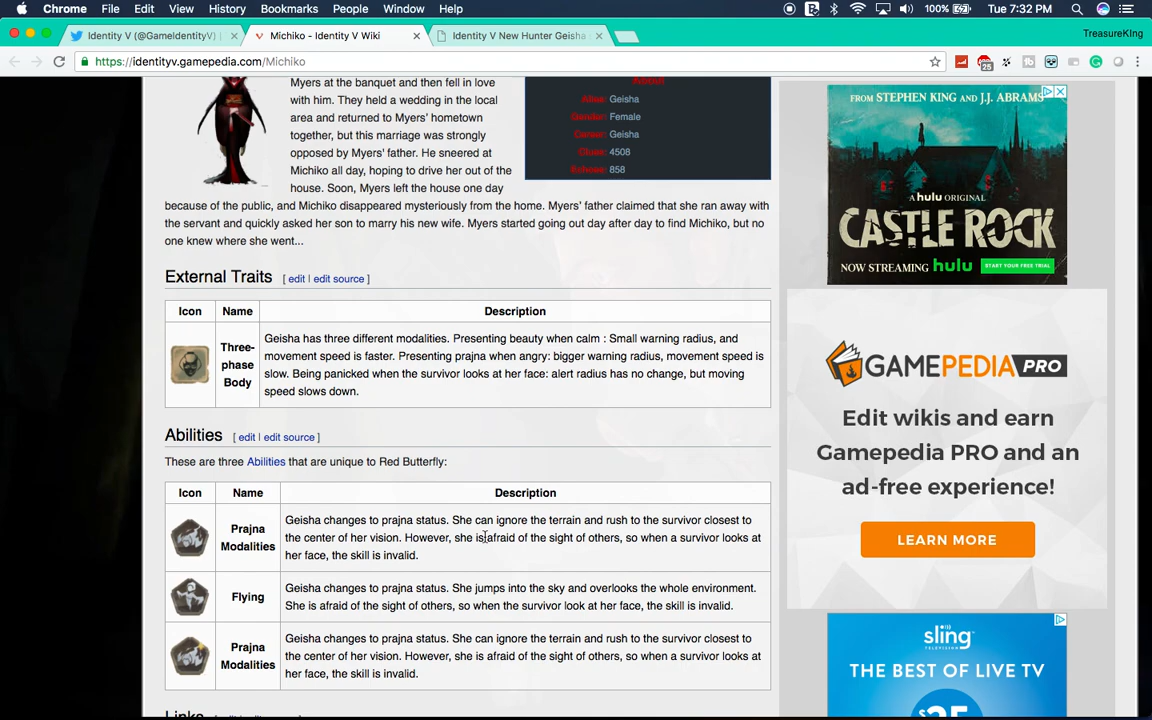 Chrome File Edit View History Bookmarks People Window Help 100% Tue 7:32 PM
Identity V (@GameIdentityV) | Michiko - Identity V Wiki Identity V New Hunter Geisha TreasureKIng
https://identityv.gamepedia.com/Michiko
Myers at the banquet and then fell in love
with him. They held a wedding in the local
area and returned to Myers' hometown
together, but this marriage was strongly
opposed by Myers' father. He sneered at
Michiko all day, hoping to drive her out of the
house. Soon, Myers left the house one day
because of the public, and Michiko disappeared mysteriously from the home. Myers' father claimed that she ran away with
the servant and quickly asked her son to marry his new wife. Myers started going out day after day to find Michiko, but no
one knew where she went...
Alias: Geisha
Gender: Female
Career: Geisha
Clues: 4508
Echoes: 858
External Traits [ edit | edit source ]
Icon Name Description
Three-
phase
Body
Geisha has three different modalities. Presenting beauty when calm : Small warning radius, and
movement speed is faster. Presenting prajna when angry: bigger warning radius, movement speed is
slow. Being panicked when the survivor looks at her face: alert radius has no change, but moving
speed slows down.
Abilities [ edit | edit source ]
These are three Abilities that are unique to Red Butterfly:
Icon Name Description
Prajna
Modalities
Geisha changes to prajna status. She can ignore the terrain and rush to the survivor closest to
the center of her vision. However, she is afraid of the sight of others, so when a survivor looks at
her face, the skill is invalid.
Flying
Geisha changes to prajna status. She jumps into the sky and overlooks the whole environment.
She is afraid of the sight of others, so when the survivor look at her face, the skill is invalid.
Prajna
Modalities
Geisha changes to prajna status. She can ignore the terrain and rush to the survivor closest to
the center of her vision. However, she is afraid of the sight of others, so when a survivor looks at
her face, the skill is invalid.
Links
FROM STEPHEN KING AND J.J. ABRAMS
A hulu ORIGINAL
CASTLE ROCK
NOW STREAMING hulu START YOUR FREE TRIAL
GAMEPEDIA PRO
Edit wikis and earn
Gamepedia PRO and an
ad-free experience!
LEARN MORE
sling
TELEVISION
THE BEST OF LIVE TV
25